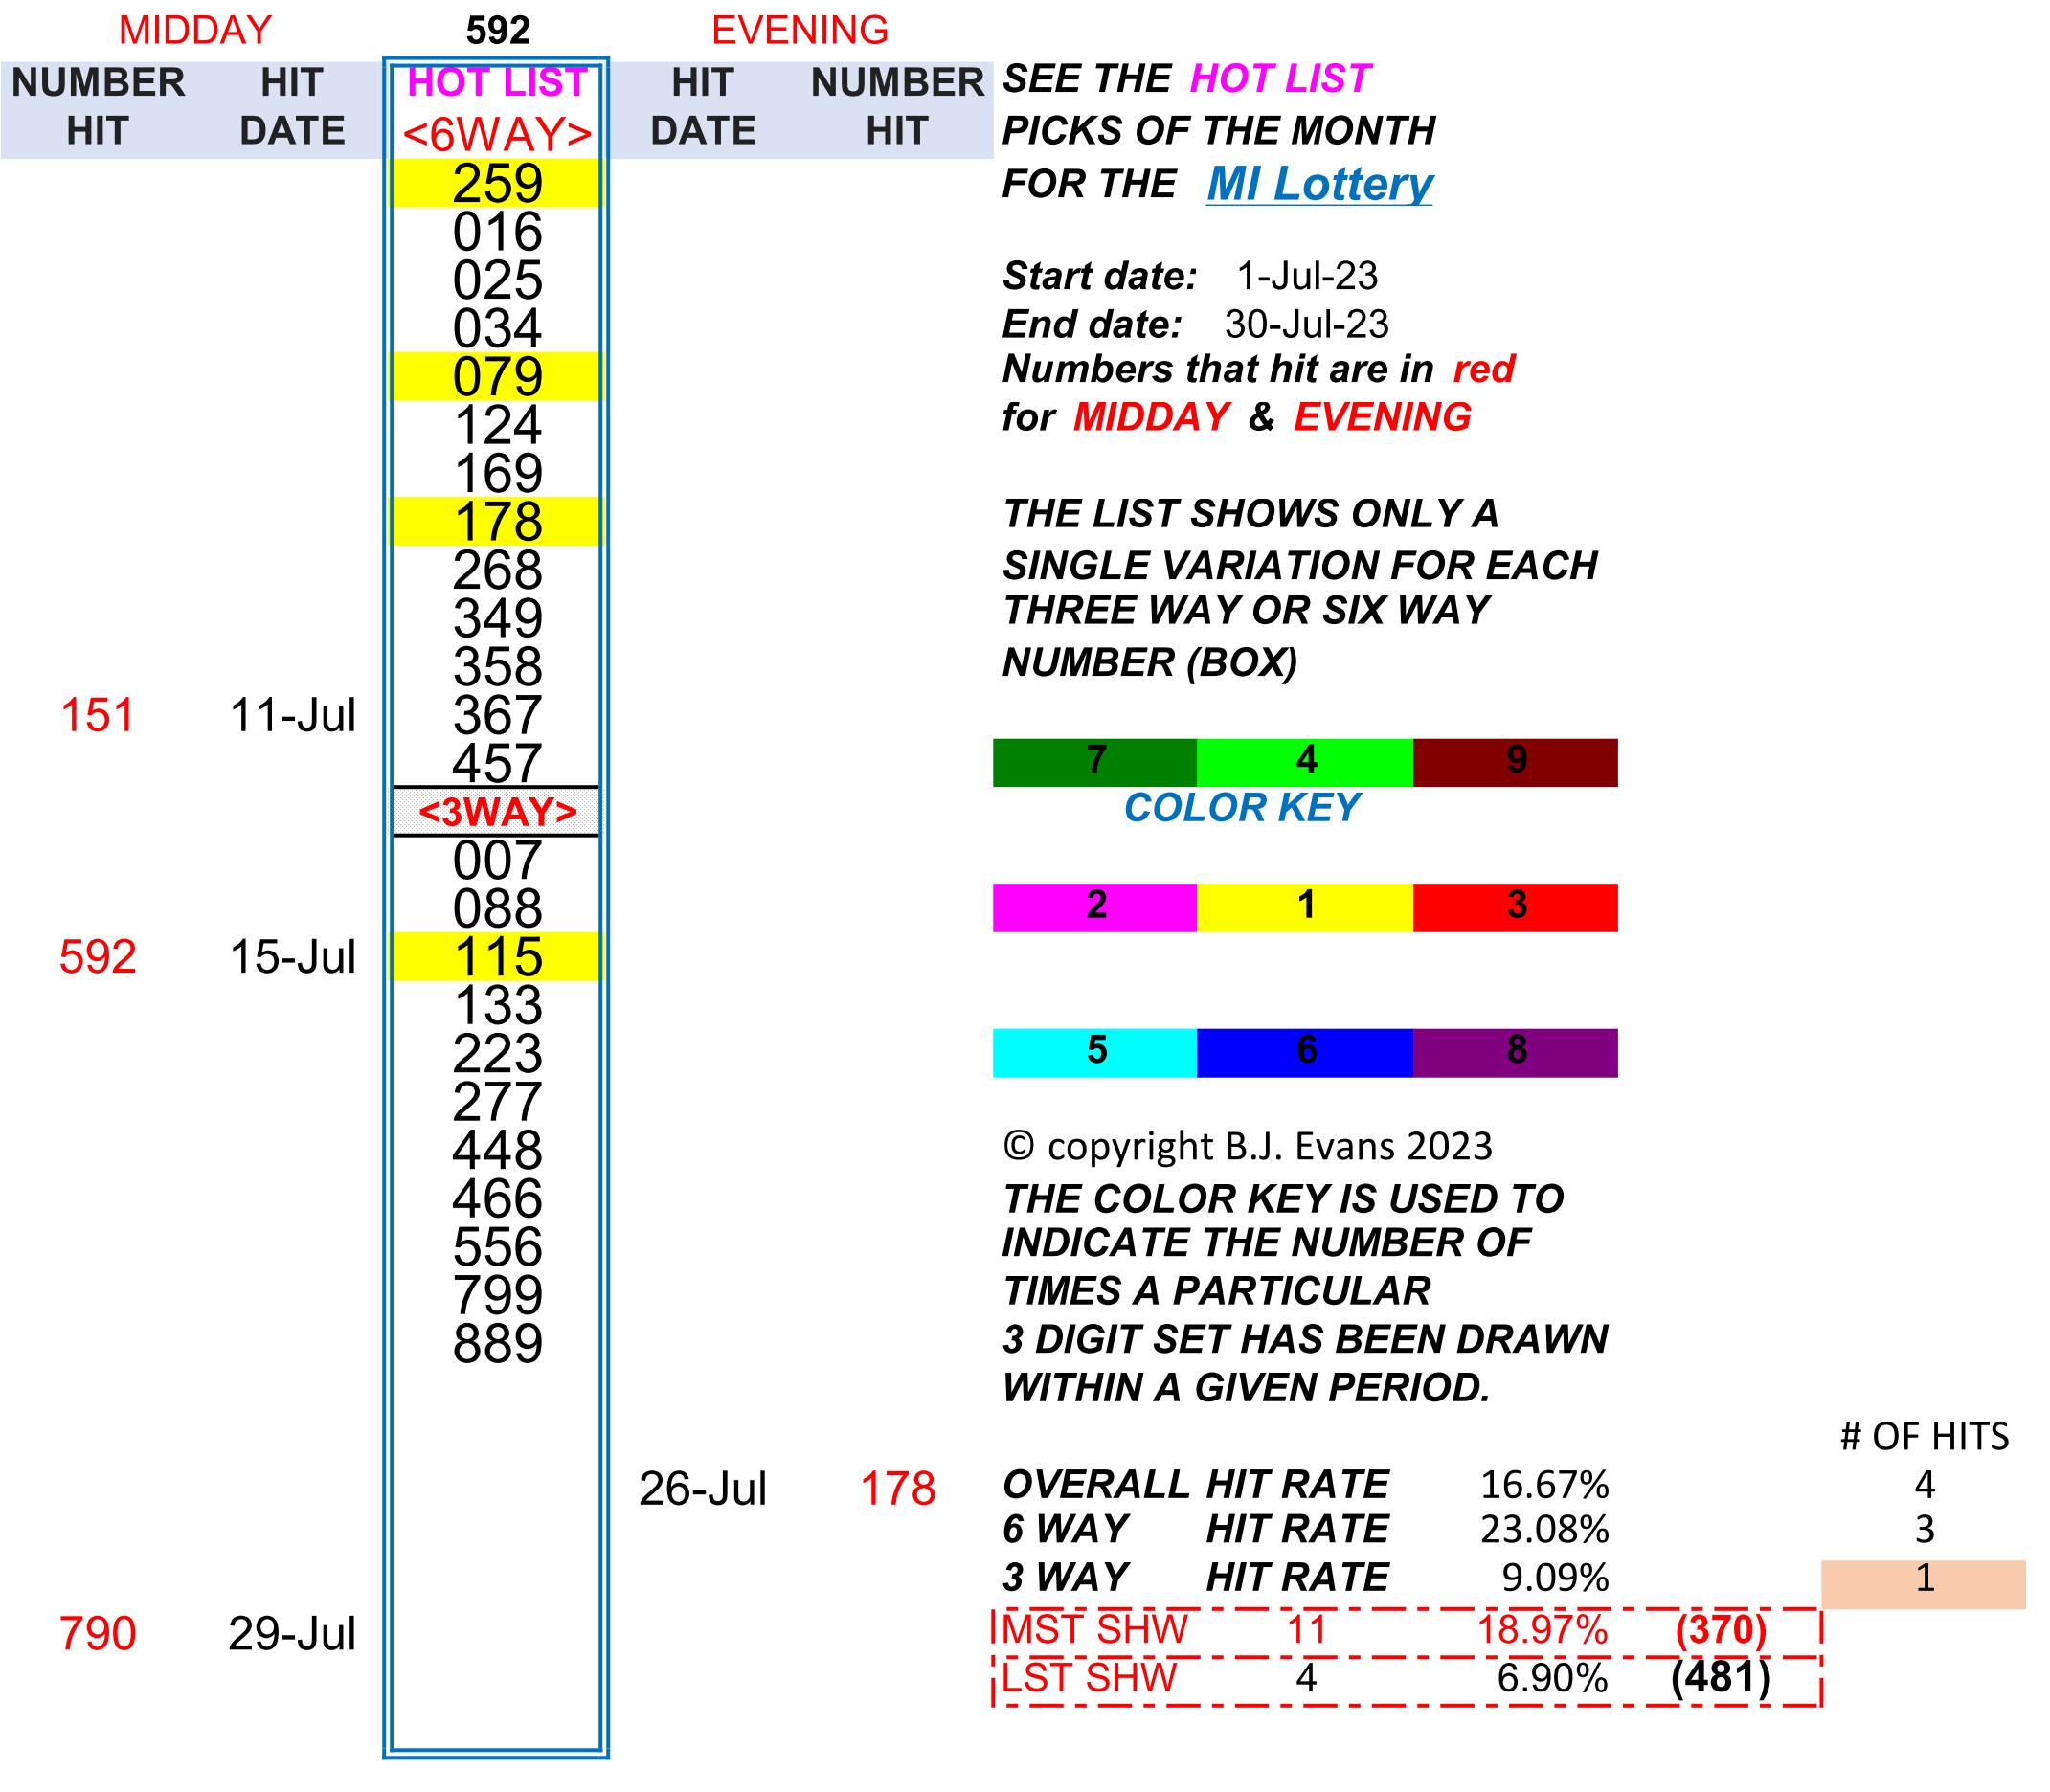 MIDDAY 592 EVENING
NUMBER HIT HOT LIST HIT NUMBER SEE THE HOT LIST
HIT DATE <6WAY> DATE HIT PICKS OF THE MONTH
259 FOR THE MI Lottery
016
025 Start date: 1-Jul-23
034 End date: 30-Jul-23
079 Numbers that hit are in red
124 for MIDDAY & EVENING
169
178 THE LIST SHOWS ONLY A
268 SINGLE VARIATION FOR EACH
349 THREE WAY OR SIX WAY
358 NUMBER (BOX)
151 11-Jul 367
457 7 4 9
<3WAY> COLOR KEY
007
088 2 1 3
592 15-Jul 115
133
223 5 6 8
277
448 © copyright B.J. Evans 2023
466 THE COLOR KEY IS USED TO
556 INDICATE THE NUMBER OF
799 TIMES A PARTICULAR
889 3 DIGIT SET HAS BEEN DRAWN
WITHIN A GIVEN PERIOD.
# OF HITS
26-Jul 178 OVERALL HIT RATE 16.67% 4
6 WAY HIT RATE 23.08% 3
3 WAY HIT RATE 9.09% 1
790 29-Jul MST SHW 11 18.97% (370)
LST SHW 4 6.90% (481)